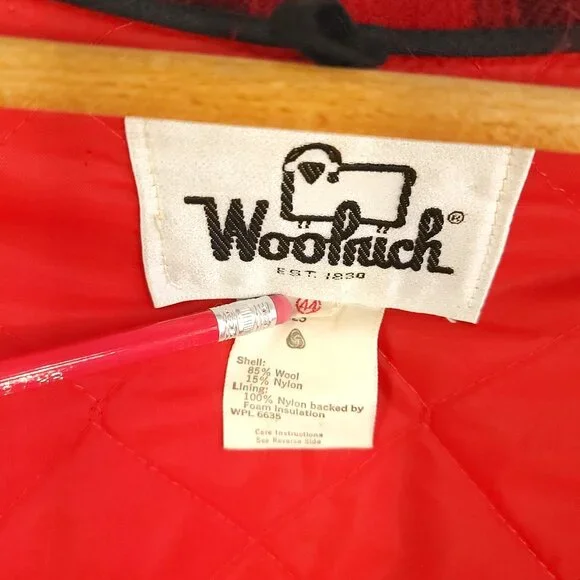 Woolrich®
EST. 1830
44
Shell:
85% Wool
15% Nylon
Lining:
100% Nylon backed by
Foam Insulation
WPL 6635
Care Instructions
See Reverse Side